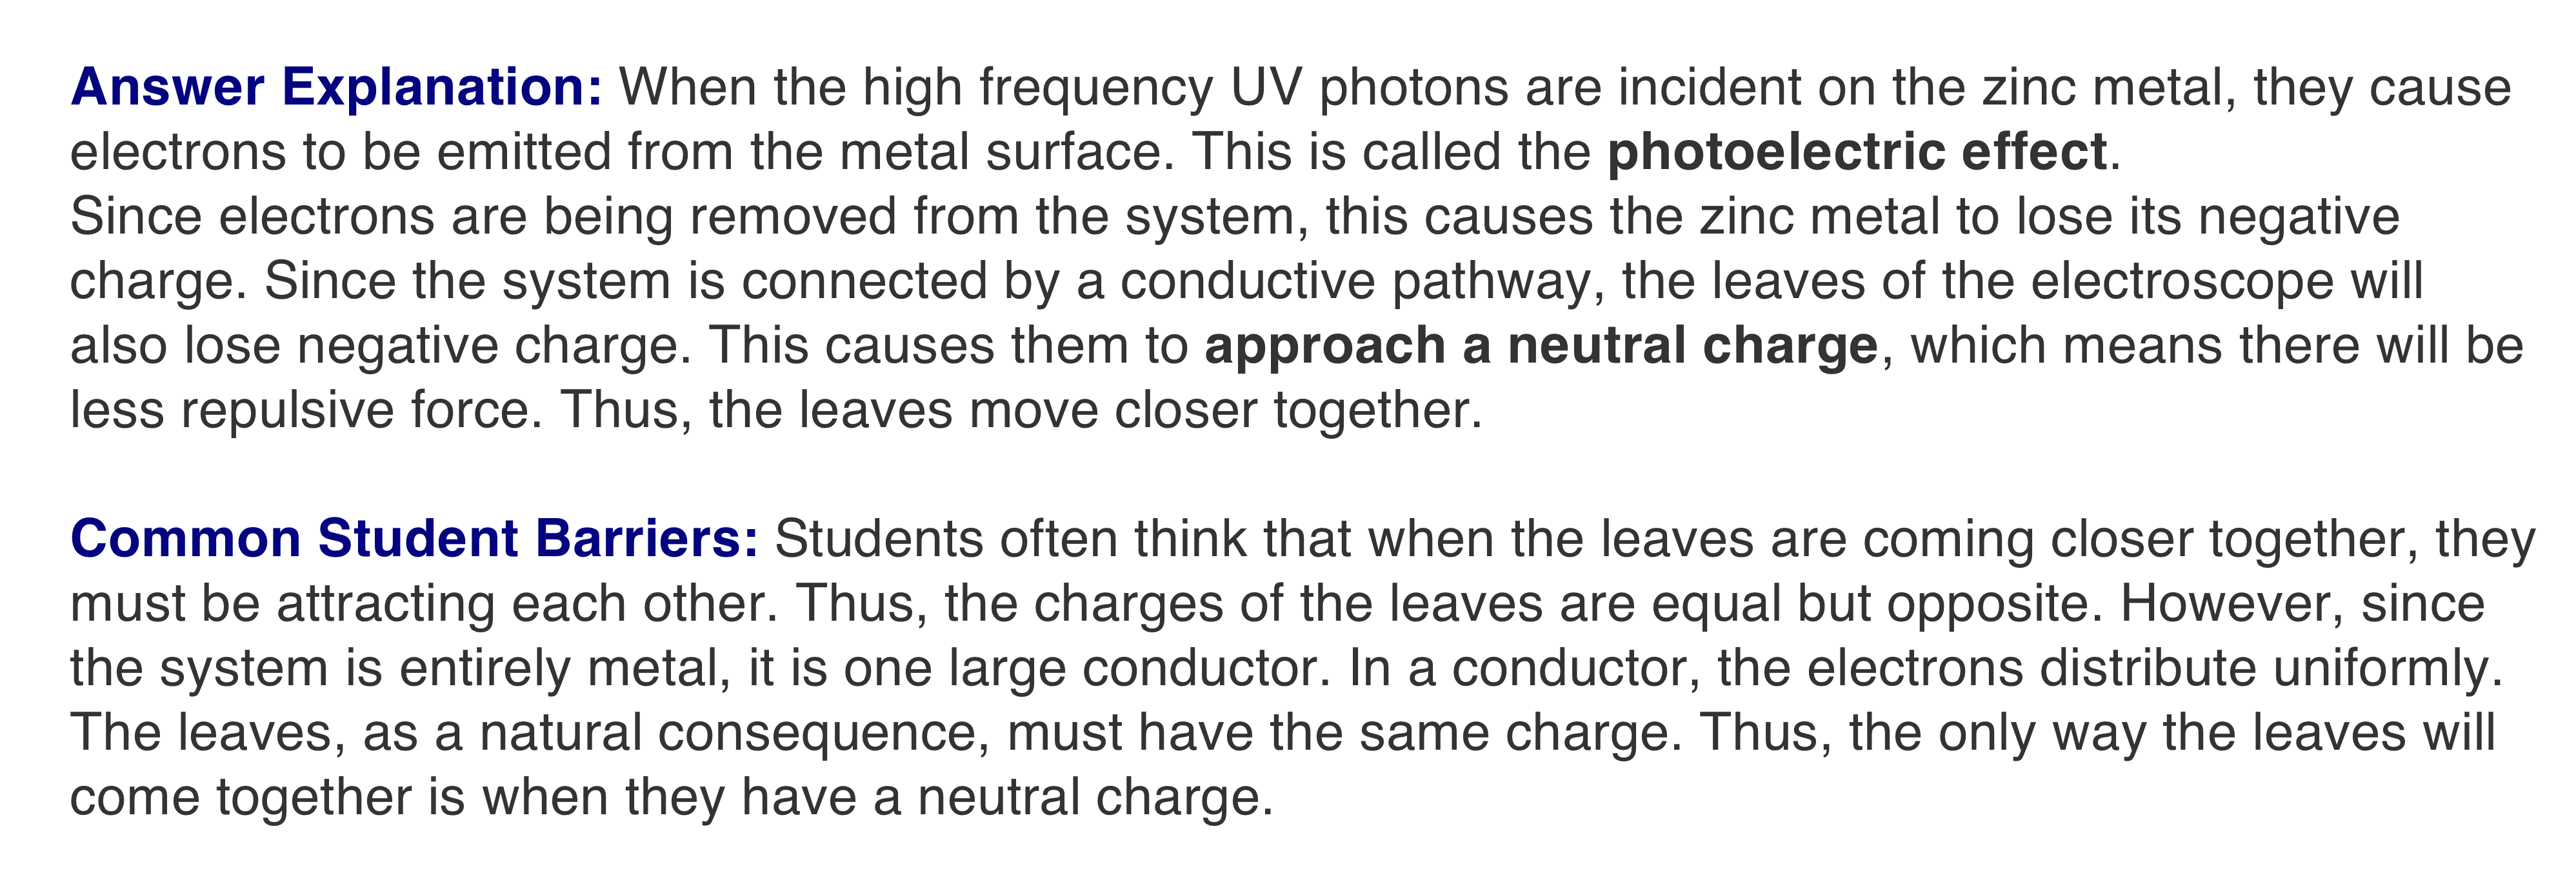 Answer Explanation: When the high frequency UV photons are incident on the zinc metal, they cause
electrons to be emitted from the metal surface. This is called the photoelectric effect.
Since electrons are being removed from the system, this causes the zinc metal to lose its negative
charge. Since the system is connected by a conductive pathway, the leaves of the electroscope will
also lose negative charge. This causes them to approach a neutral charge, which means there will be
less repulsive force. Thus, the leaves move closer together.
Common Student Barriers: Students often think that when the leaves are coming closer together, they
must be attracting each other. Thus, the charges of the leaves are equal but opposite. However, since
the system is entirely metal, it is one large conductor. In a conductor, the electrons distribute uniformly.
The leaves, as a natural consequence, must have the same charge. Thus, the only way the leaves will
come together is when they have a neutral charge.